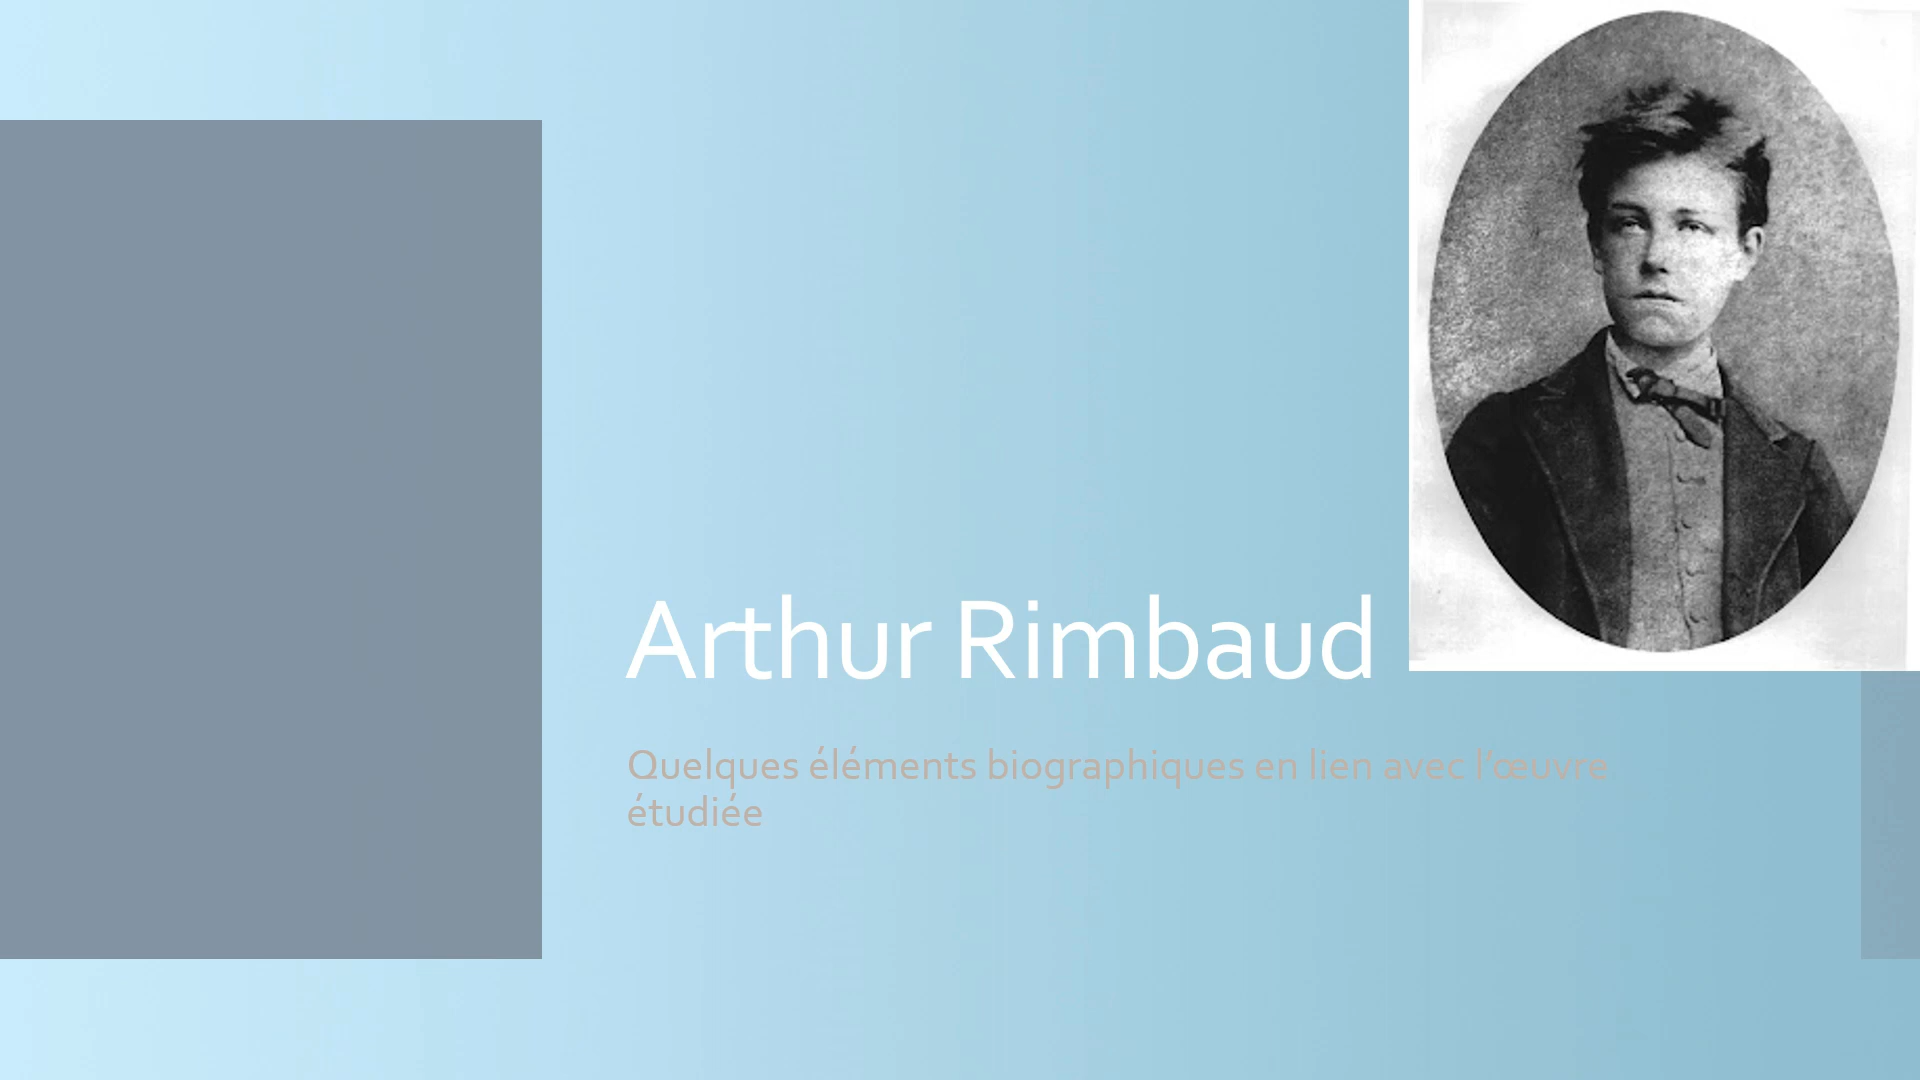 Arthur Rimbaud
Quelques éléments biographiques en lien avec l’œuvre
étudiée